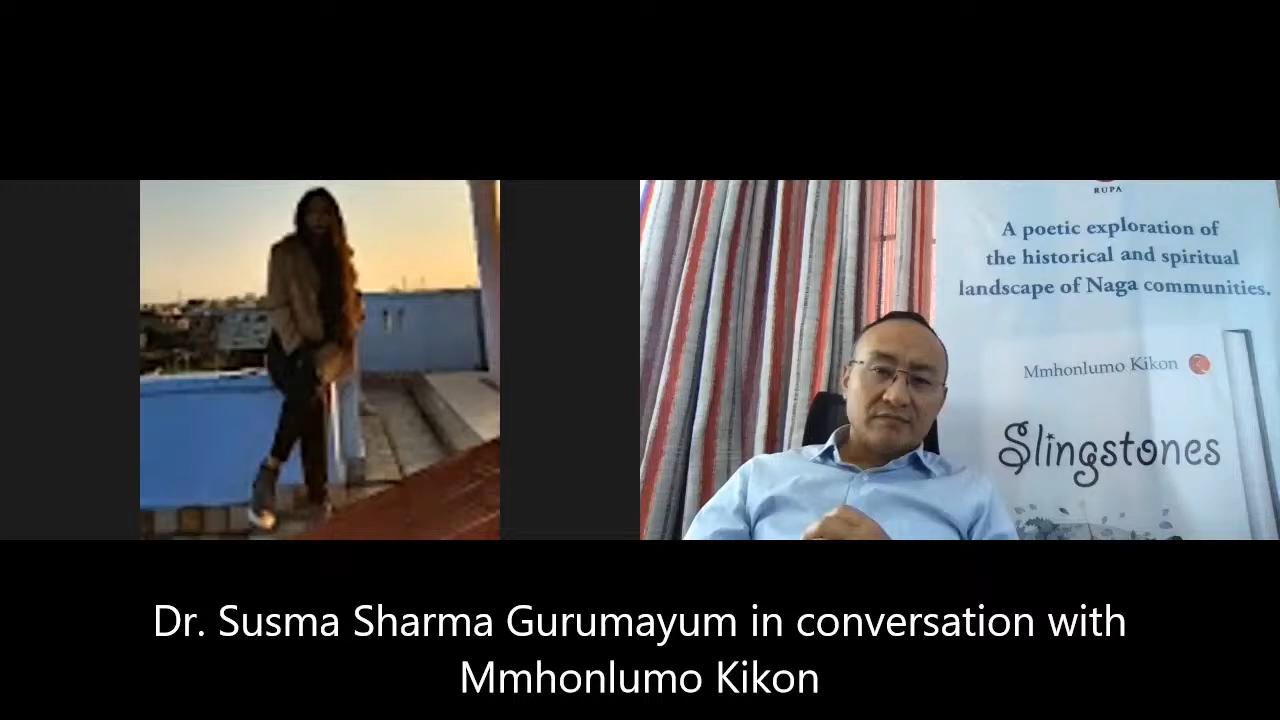 RUPA
A poetic exploration of
the historical and spiritual
landscape of Naga communities.
Mmhonlumo Kikon
Slingstones
Dr. Susma Sharma Gurumayum in conversation with
Mmhonlumo Kikon